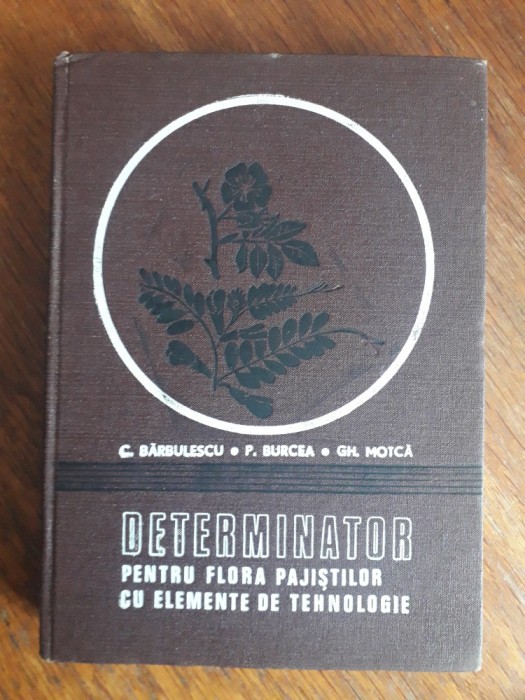 C. BĂRBULESCU • P. BURCEA • GH. MOTCĂ
DETERMINATOR
PENTRU FLORA PAJIȘTILOR
CU ELEMENTE DE TEHNOLOGIE